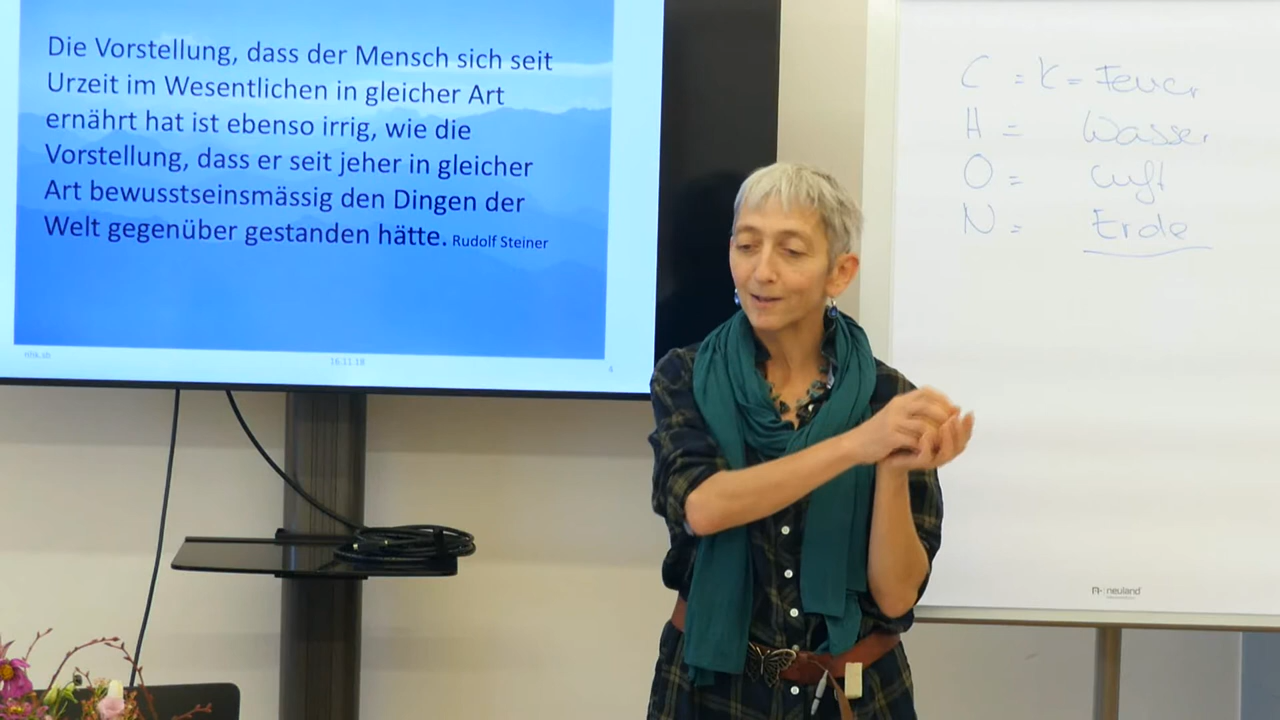 Die Vorstellung, dass der Mensch sich seit
Urzeit im Wesentlichen in gleicher Art
ernährt hat ist ebenso irrig, wie die
Vorstellung, dass er seit jeher in gleicher
Art bewusstseinsmässig den Dingen der
Welt gegenüber gestanden hätte. Rudolf Steiner
16.11.18
4
C = K = Feuer
H = Wasser
O = Luft
N = Erde
neuland